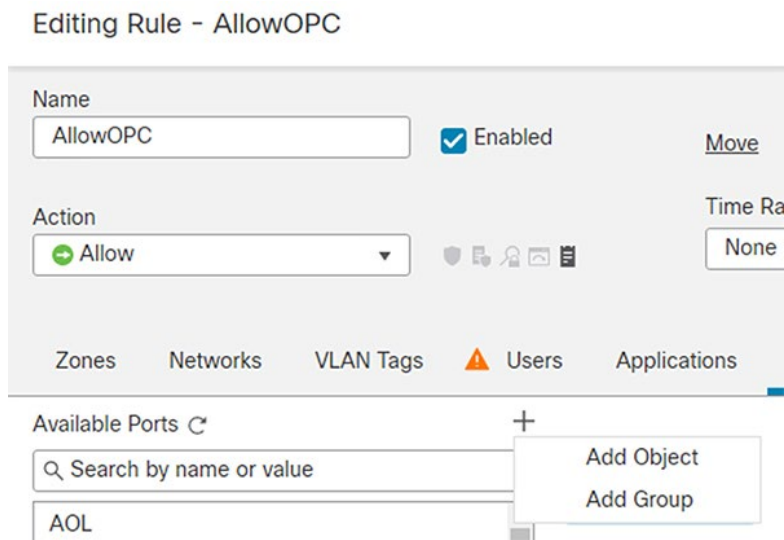 Editing Rule - AllowOPC
Name
AllowOPC
Enabled
Move
Action
Time Ra
Allow
None
Zones Networks VLAN Tags Users Applications
Available Ports
Add Object
Search by name or value
Add Group
AOL